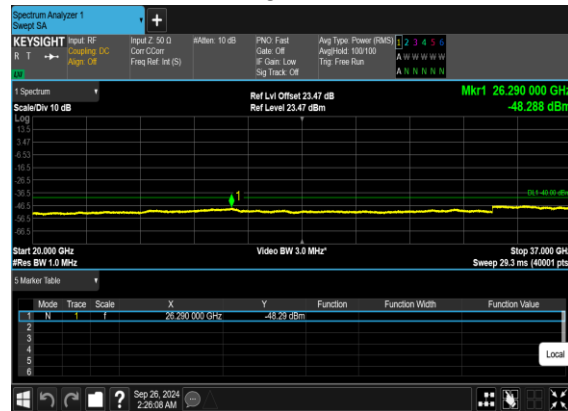 Spectrum Analyzer 1
Swept SA
+
KEYSIGHT Input: RF Input Z: 50 Ω #Atten: 10 dB PNO: Fast Avg Type: Power (RMS) 1 2 3 4 5 6
R T Coupling: DC Corr CCorr Gate: Off Avg|Hold: 100/100 A W W W W W
Align: Off Freq Ref: Int (S) IF Gain: Low Trig: Free Run
LW Sig Track: Off A N N N N N
1 Spectrum Ref Lvl Offset 23.47 dB Mkr1 26.290 000 GHz
Scale/Div 10 dB Ref Level 23.47 dBm -48.288 dBm
Log
13.5
3.47
-6.53
-16.5
-26.5
-36.5 1 DL1 -40.00 dBm
-46.5
-56.5
-66.5
Start 20.000 GHz Video BW 3.0 MHz* Stop 37.000 GHz
#Res BW 1.0 MHz Sweep 29.3 ms (40001 pts)
5 Marker Table
Mode Trace Scale X Y Function Function Width Function Value
1 N 1 f 26.290 000 GHz -48.29 dBm
2
3
4
5
6
Local
? Sep 26, 2024
2:26:08 AM